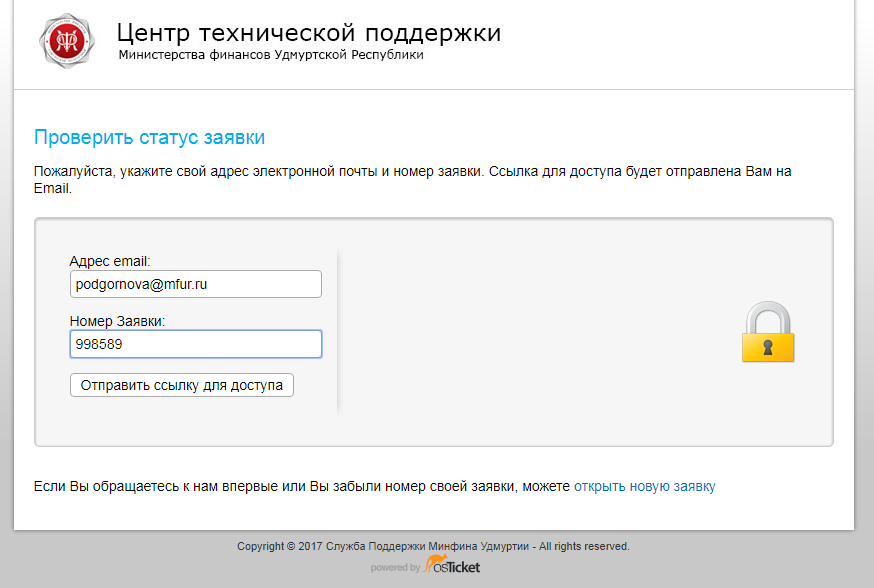 Центр технической поддержки
Министерства финансов Удмуртской Республики
Проверить статус заявки
Пожалуйста, укажите свой адрес электронной почты и номер заявки. Ссылка для доступа будет отправлена Вам на
Email.
Адрес email:
podgornova@mfur.ru
Номер Заявки:
998589
Отправить ссылку для доступа
Если Вы обращаетесь к нам впервые или Вы забыли номер своей заявки, можете открыть новую заявку
Copyright © 2017 Служба Поддержки Минфина Удмуртии - All rights reserved.
powered by osTicket